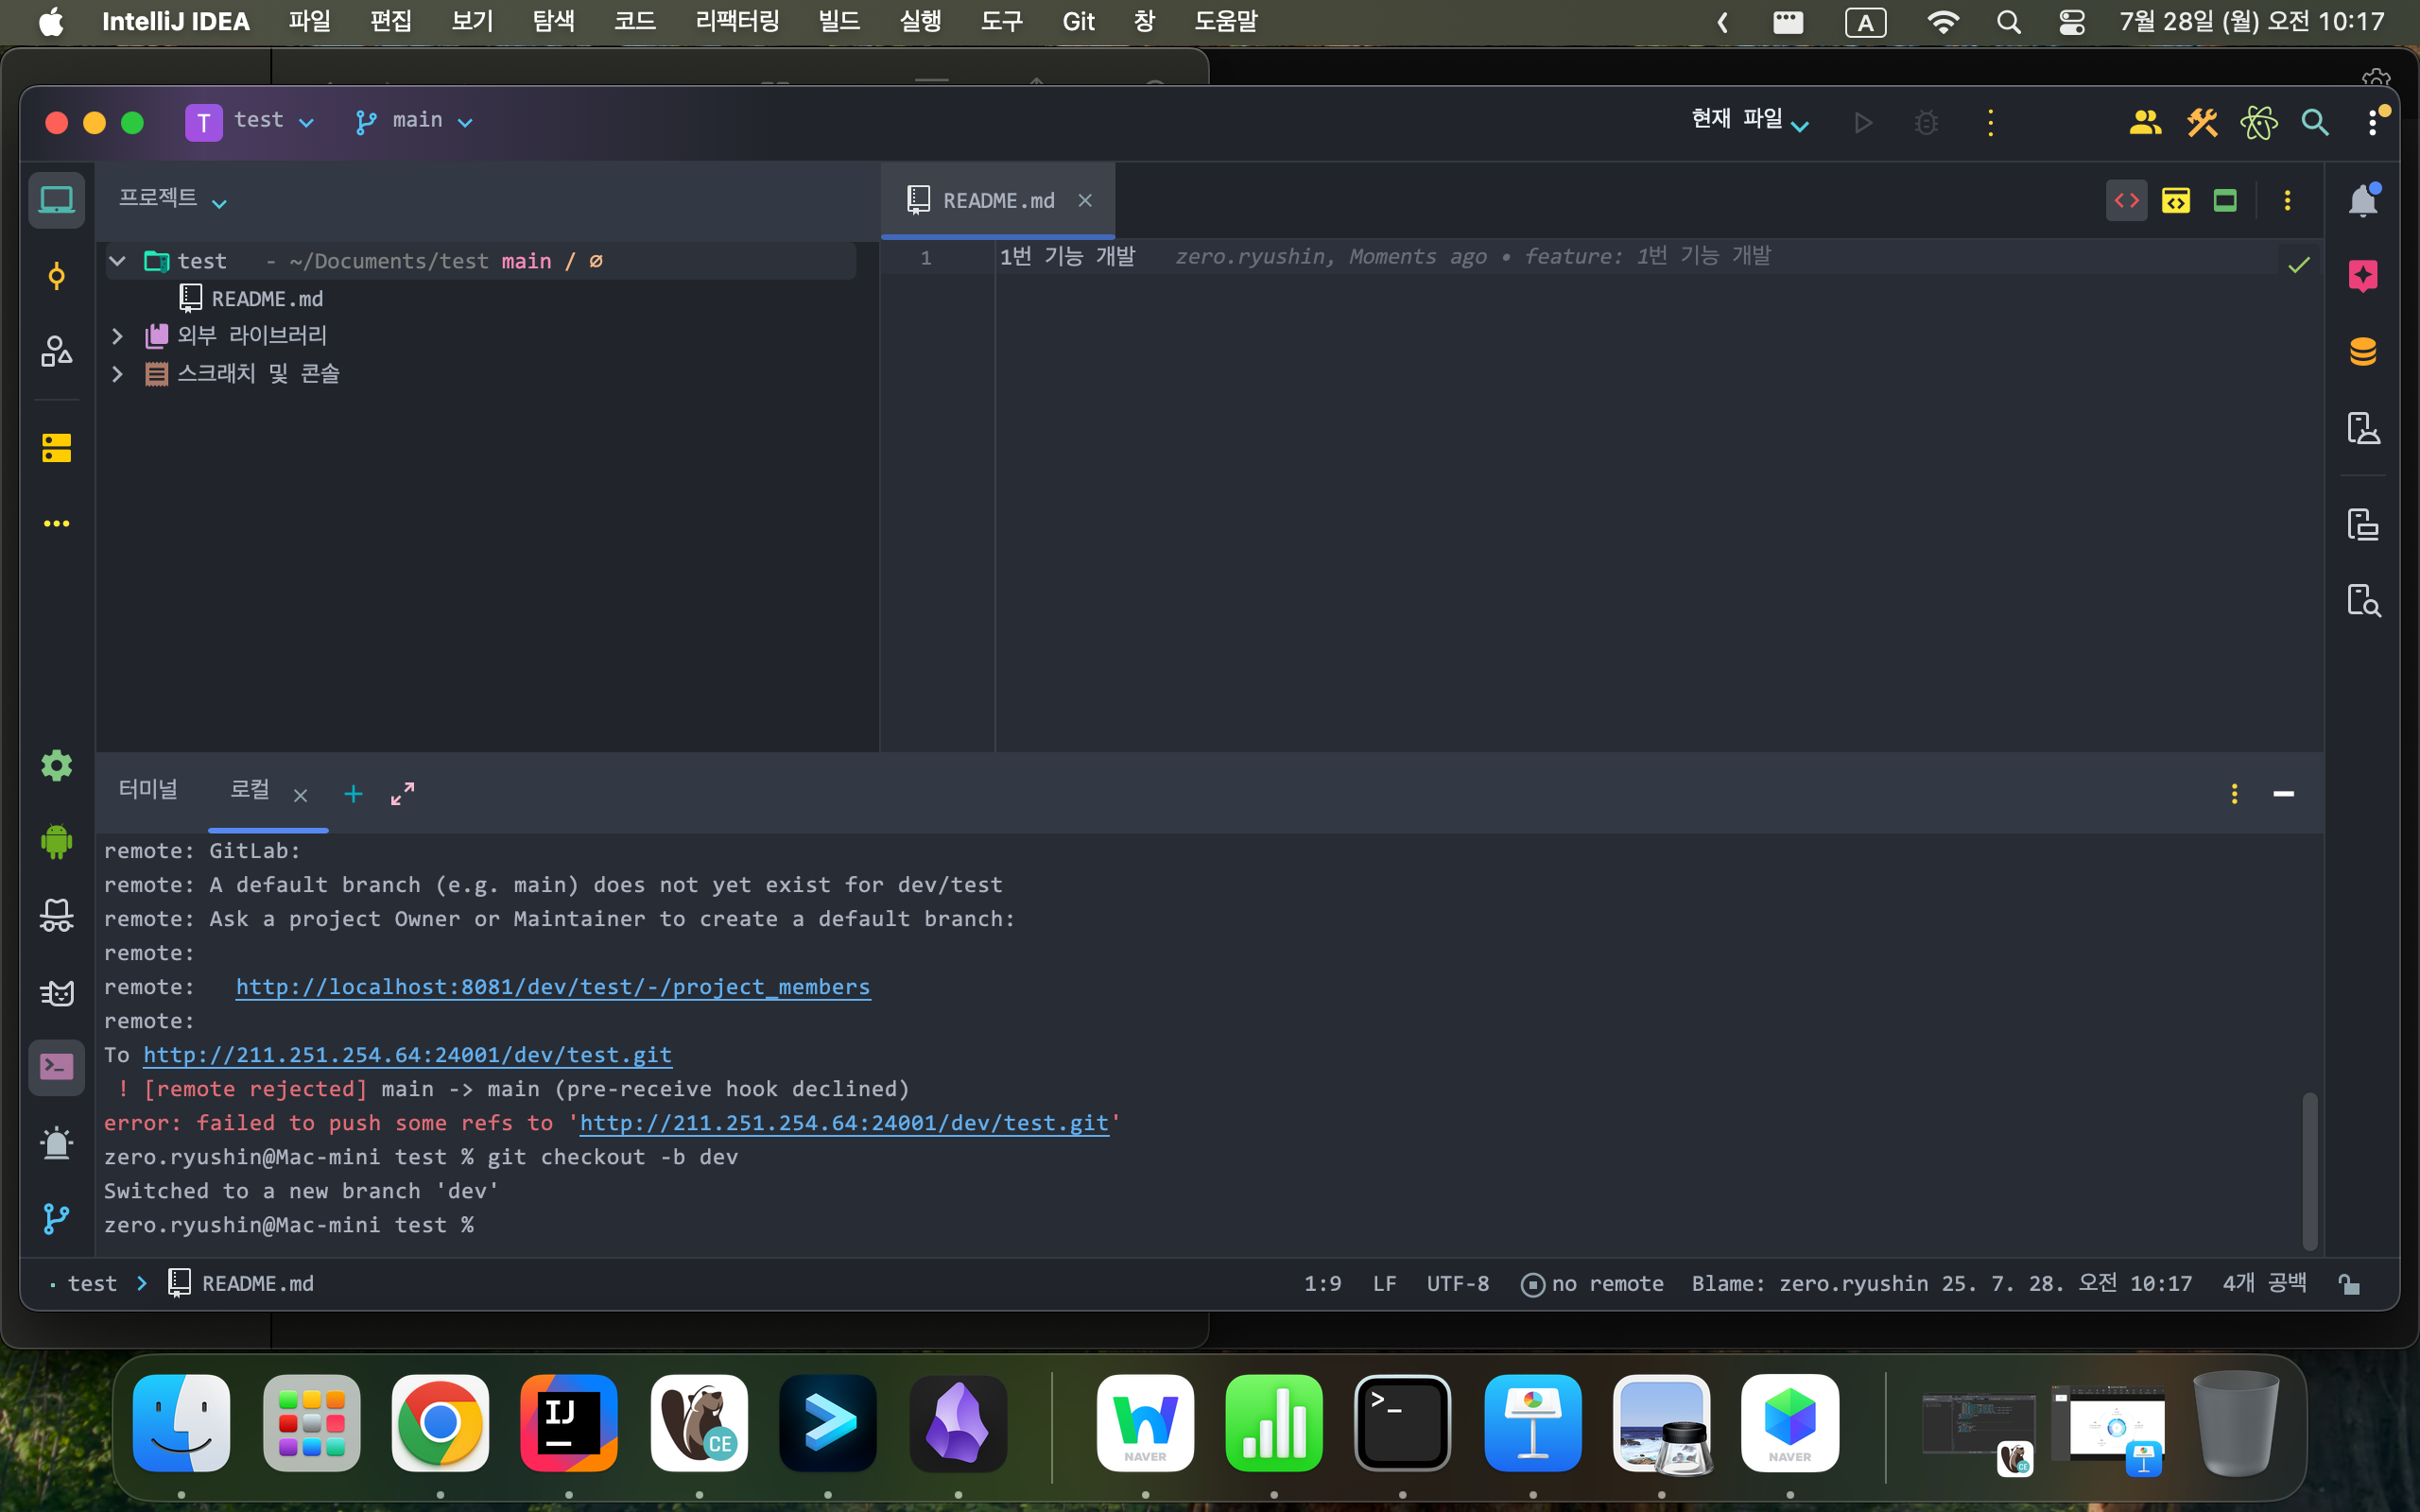 IntelliJ IDEA 파일 편집 보기 탐색 코드 리팩터링 빌드 실행 도구 Git 창 도움말 A 7월 28일 (월) 오전 10:17
T test main 현재 파일
프로젝트
README.md
test - ~/Documents/test main / ∅
1 1번 기능 개발 zero.ryushin, Moments ago • feature: 1번 기능 개발
README.md
외부 라이브러리
스크래치 및 콘솔
터미널 로컬
remote: GitLab:
remote: A default branch (e.g. main) does not yet exist for dev/test
remote: Ask a project Owner or Maintainer to create a default branch:
remote:
remote:   http://localhost:8081/dev/test/-/project_members
remote:
To http://211.251.254.64:24001/dev/test.git
 ! [remote rejected] main -> main (pre-receive hook declined)
error: failed to push some refs to 'http://211.251.254.64:24001/dev/test.git'
zero.ryushin@Mac-mini test % git checkout -b dev
Switched to a new branch 'dev'
zero.ryushin@Mac-mini test %
test README.md 1:9 LF UTF-8 no remote Blame: zero.ryushin 25. 7. 28. 오전 10:17 4개 공백
IJ CE NAVER >_ NAVER CE